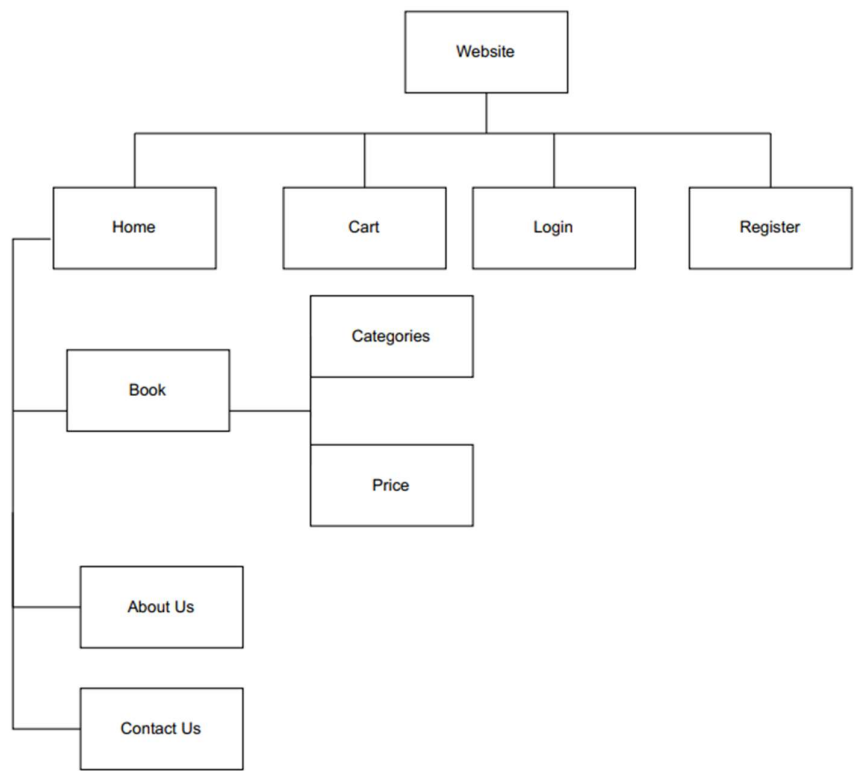 Website
Home
Cart
Login
Register
Categories
Book
Price
About Us
Contact Us